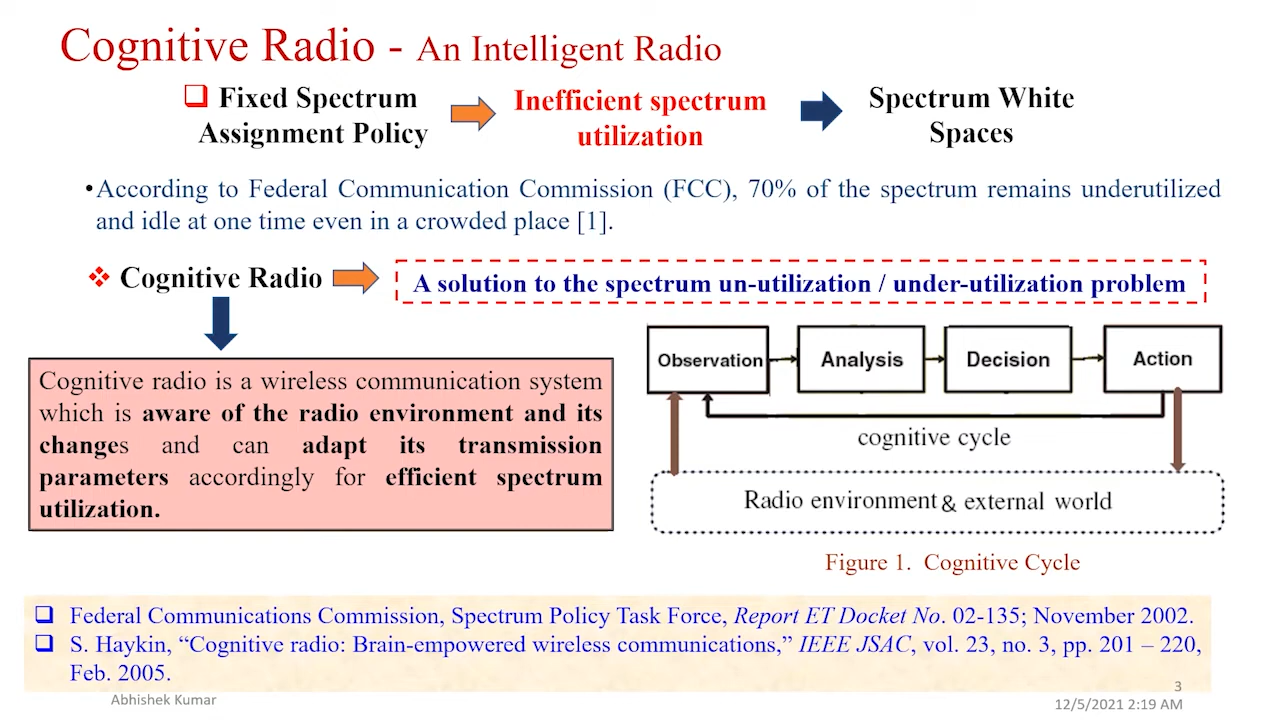 Cognitive Radio - An Intelligent Radio
Fixed Spectrum
Assignment Policy
Inefficient spectrum
utilization
Spectrum White
Spaces
•According to Federal Communication Commission (FCC), 70% of the spectrum remains underutilized
and idle at one time even in a crowded place [1].
Cognitive Radio
A solution to the spectrum un-utilization / under-utilization problem
Cognitive radio is a wireless communication system
which is aware of the radio environment and its
changes and can adapt its transmission
parameters accordingly for efficient spectrum
utilization.
Observation
Analysis
Decision
Action
cognitive cycle
Radio environment & external world
Figure 1. Cognitive Cycle
Federal Communications Commission, Spectrum Policy Task Force, Report ET Docket No. 02-135; November 2002.
S. Haykin, “Cognitive radio: Brain-empowered wireless communications,” IEEE JSAC, vol. 23, no. 3, pp. 201 – 220,
Feb. 2005.
Abhishek Kumar
3
12/5/2021 2:19 AM